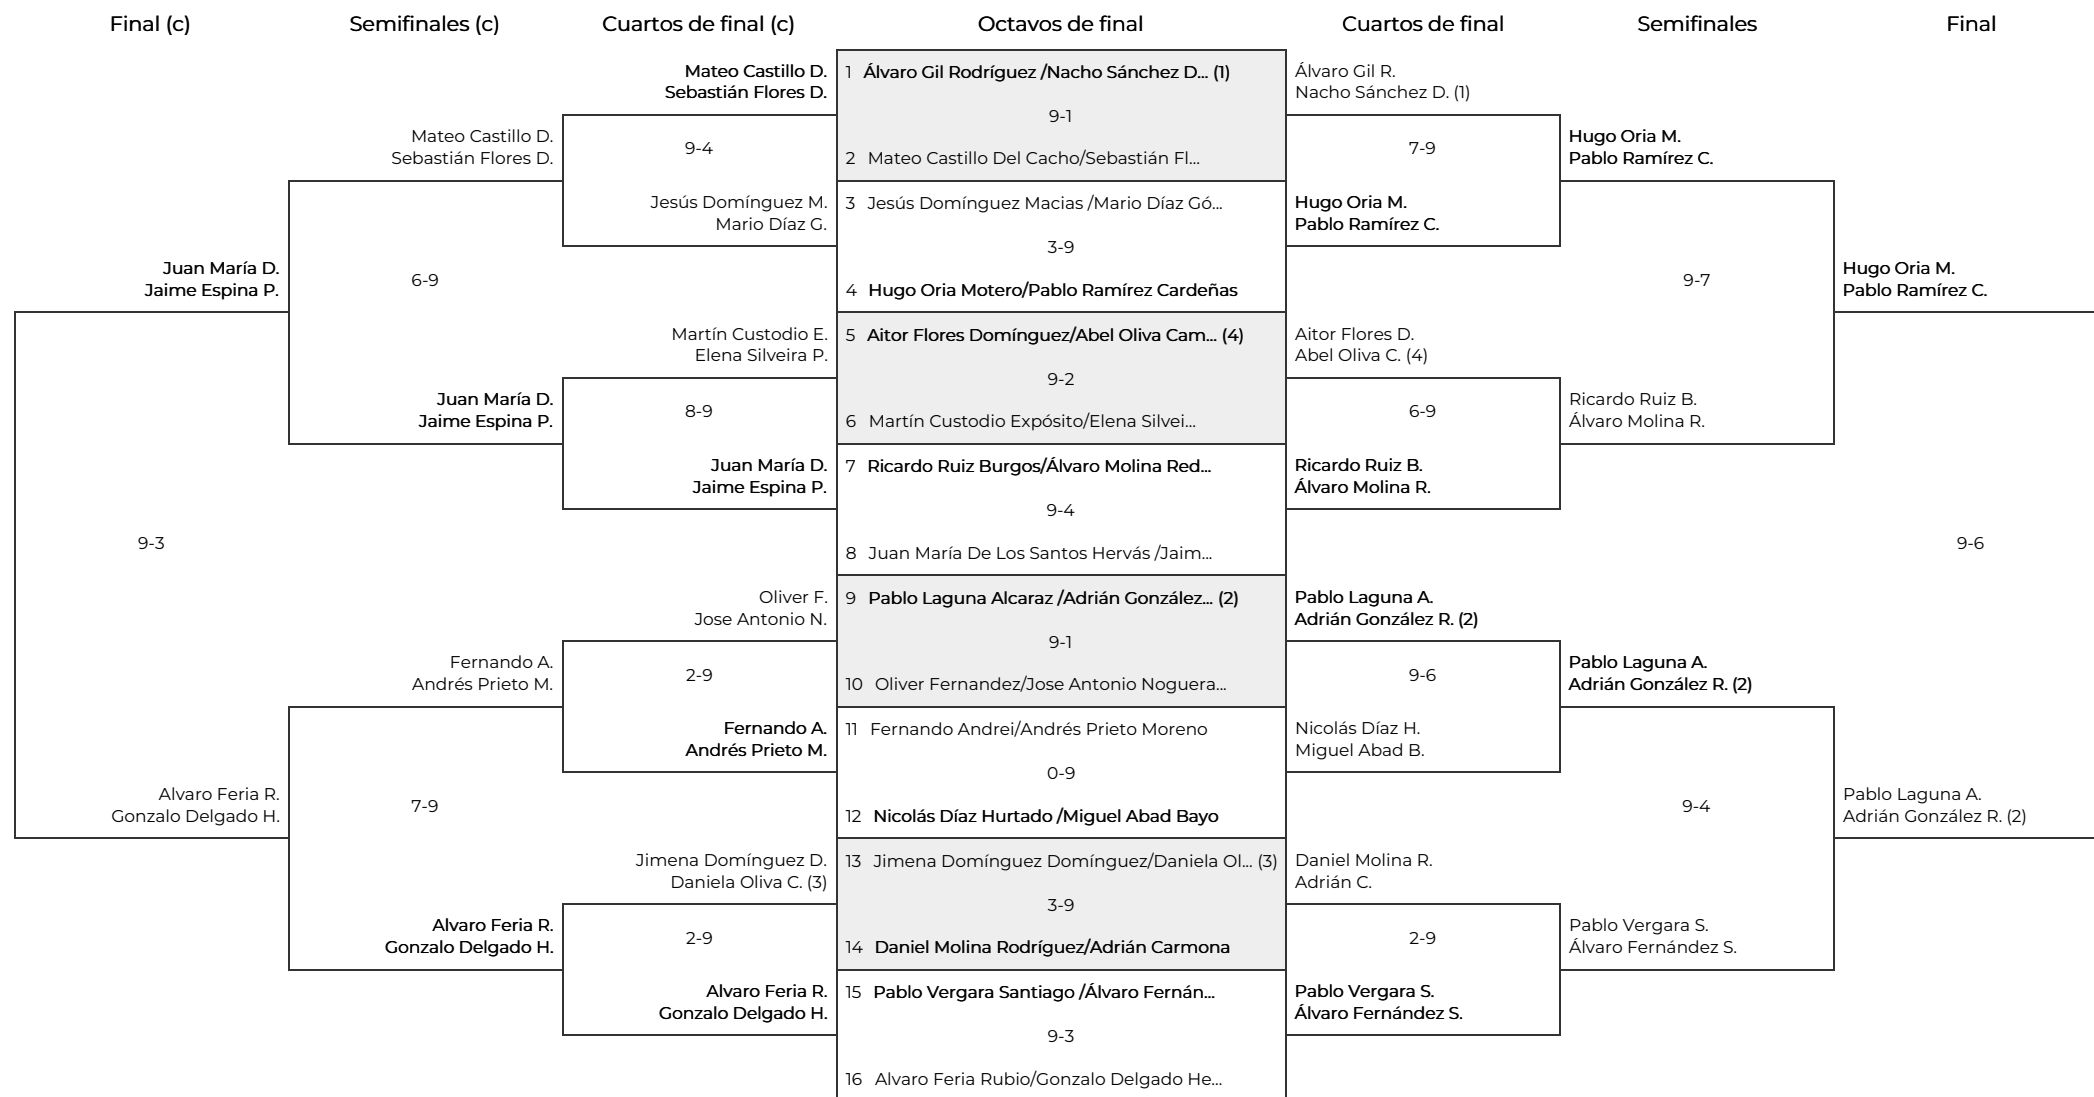 Final (c)
Semifinales (c)
Cuartos de final (c)
Octavos de final
Cuartos de final
Semifinales
Final
Juan María D.
Jaime Espina P.
9-3
Alvaro Feria R.
Gonzalo Delgado H.
Mateo Castillo D.
Sebastián Flores D.
6-9
Juan María D.
Jaime Espina P.
Fernando A.
Andrés Prieto M.
7-9
Alvaro Feria R.
Gonzalo Delgado H.
Mateo Castillo D.
Sebastián Flores D.
9-4
Jesús Domínguez M.
Mario Díaz G.
Martín Custodio E.
Elena Silveira P.
8-9
Juan María D.
Jaime Espina P.
Oliver F.
Jose Antonio N.
2-9
Fernando A.
Andrés Prieto M.
Jimena Domínguez D.
Daniela Oliva C. (3)
2-9
Alvaro Feria R.
Gonzalo Delgado H.
1 Álvaro Gil Rodríguez /Nacho Sánchez D... (1)
9-1
2 Mateo Castillo Del Cacho/Sebastián Fl...
3 Jesús Domínguez Macias /Mario Díaz Gó...
3-9
4 Hugo Oria Motero/Pablo Ramírez Cardeñas
5 Aitor Flores Domínguez/Abel Oliva Cam... (4)
9-2
6 Martín Custodio Expósito/Elena Silvei...
7 Ricardo Ruiz Burgos/Álvaro Molina Red...
9-4
8 Juan María De Los Santos Hervás /Jaim...
9 Pablo Laguna Alcaraz /Adrián González... (2)
9-1
10 Oliver Fernandez/Jose Antonio Noguera...
11 Fernando Andrei/Andrés Prieto Moreno
0-9
12 Nicolás Díaz Hurtado /Miguel Abad Bayo
13 Jimena Domínguez Domínguez/Daniela Ol... (3)
3-9
14 Daniel Molina Rodríguez/Adrián Carmona
15 Pablo Vergara Santiago /Álvaro Fernán...
9-3
16 Alvaro Feria Rubio/Gonzalo Delgado He...
Álvaro Gil R.
Nacho Sánchez D. (1)
7-9
Hugo Oria M.
Pablo Ramírez C.
Aitor Flores D.
Abel Oliva C. (4)
6-9
Ricardo Ruiz B.
Álvaro Molina R.
Pablo Laguna A.
Adrián González R. (2)
9-6
Nicolás Díaz H.
Miguel Abad B.
Daniel Molina R.
Adrián C.
2-9
Pablo Vergara S.
Álvaro Fernández S.
Hugo Oria M.
Pablo Ramírez C.
9-7
Ricardo Ruiz B.
Álvaro Molina R.
Pablo Laguna A.
Adrián González R. (2)
9-4
Pablo Vergara S.
Álvaro Fernández S.
Hugo Oria M.
Pablo Ramírez C.
9-6
Pablo Laguna A.
Adrián González R. (2)